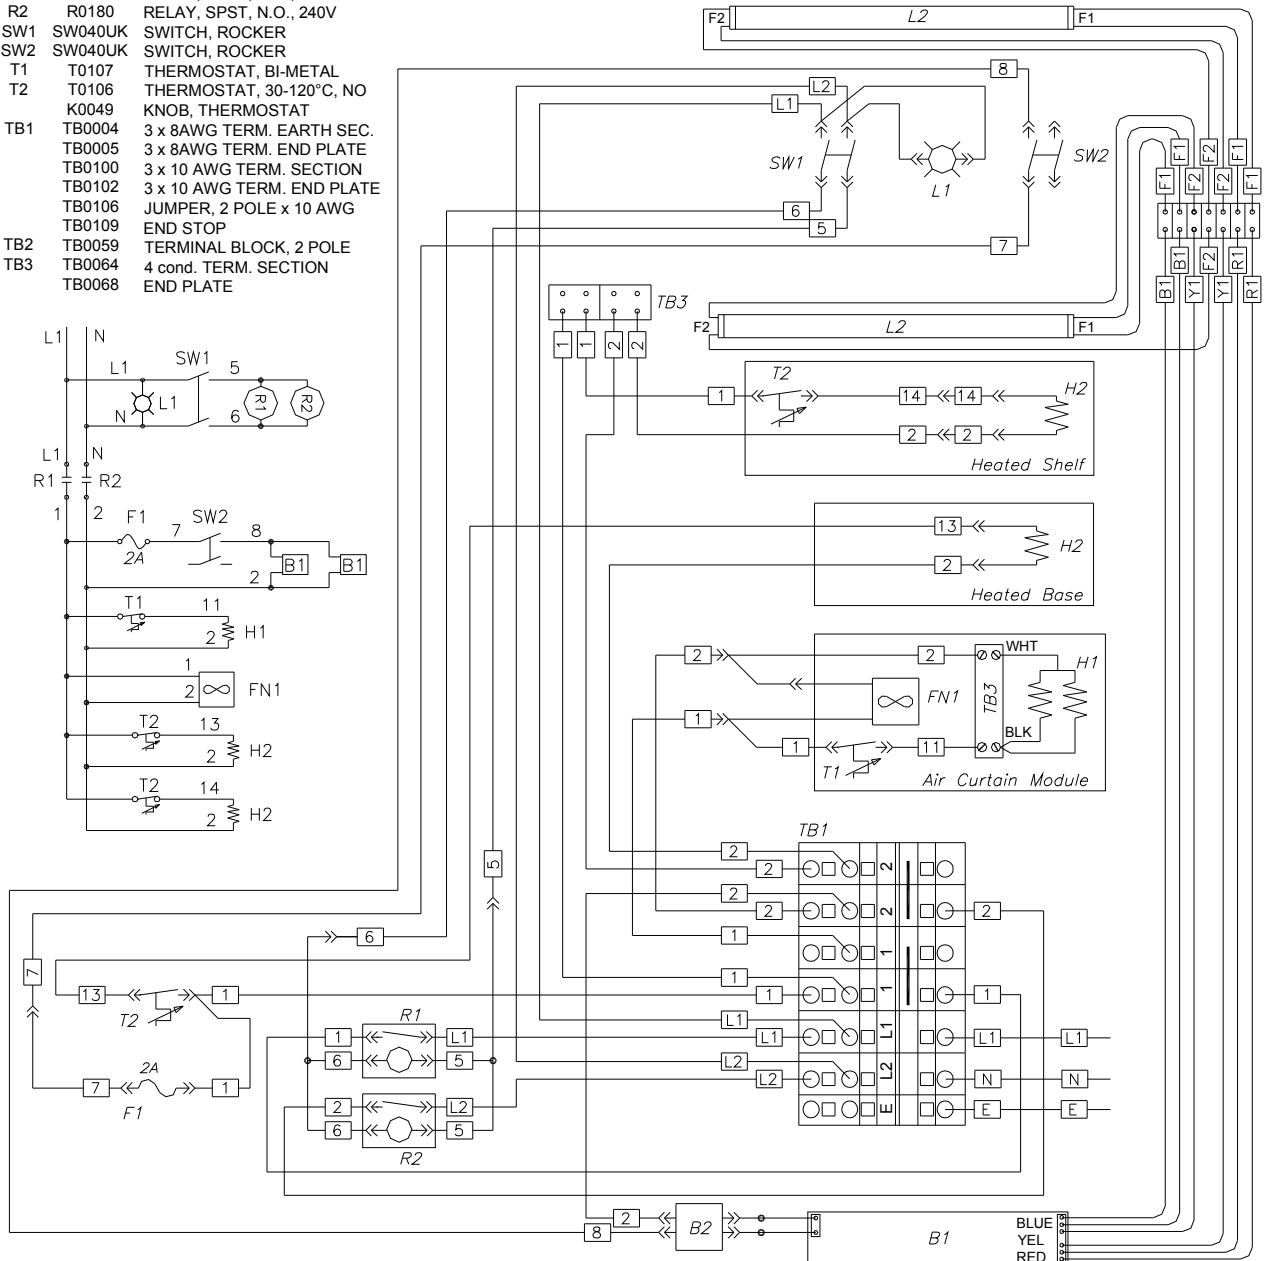 R2 R0180 RELAY, SPST, N.O., 240V
SW1 SW040UK SWITCH, ROCKER
SW2 SW040UK SWITCH, ROCKER
T1 T0107 THERMOSTAT, BI-METAL
T2 T0106 THERMOSTAT, 30-120°C, NO
K0049 KNOB, THERMOSTAT
TB1 TB0004 3 x 8AWG TERM. EARTH SEC.
TB0005 3 x 8AWG TERM. END PLATE
TB0100 3 x 10 AWG TERM. SECTION
TB0102 3 x 10 AWG TERM. END PLATE
TB0106 JUMPER, 2 POLE x 10 AWG
TB0109 END STOP
TB2 TB0059 TERMINAL BLOCK, 2 POLE
TB3 TB0064 4 cond. TERM. SECTION
TB0068 END PLATE
L1 N
L1 SW1 5
L1
N 6 R1 R2
L1 N
R1 R2
1 2
F1 7 SW2 8
2A
2 B1 B1
T1 11
2 H1
1
2 FN1
T2 13
2 H2
T2 14
2 H2
F2 L2 F1
8
L2
L1
SW1 L1 SW2
6
5
7
F1 F1 F2 F2 F2 F1 F1
B1 B1 Y1 F2 Y1 R1 R1
TB3
1 1 2 2
F2 L2 F1
T2
1 14 14 H2
2 2
Heated Shelf
13
H2
2
Heated Base
2 2 WHT
H1
FN1 TB3
1
BLK
1 11
T1
Air Curtain Module
TB1
2
2 2
2
2 2 2
1
1
1
1 1 1
L1
L1 L1 L1 L1
L2
L2 L2 N N
E E E
5
6
7
13 1
T2
2A
7 1
F1
R1
1 L1
6 5
2 L2
6 5
R2
2
8
B2
B1
BLUE
YEL
RED